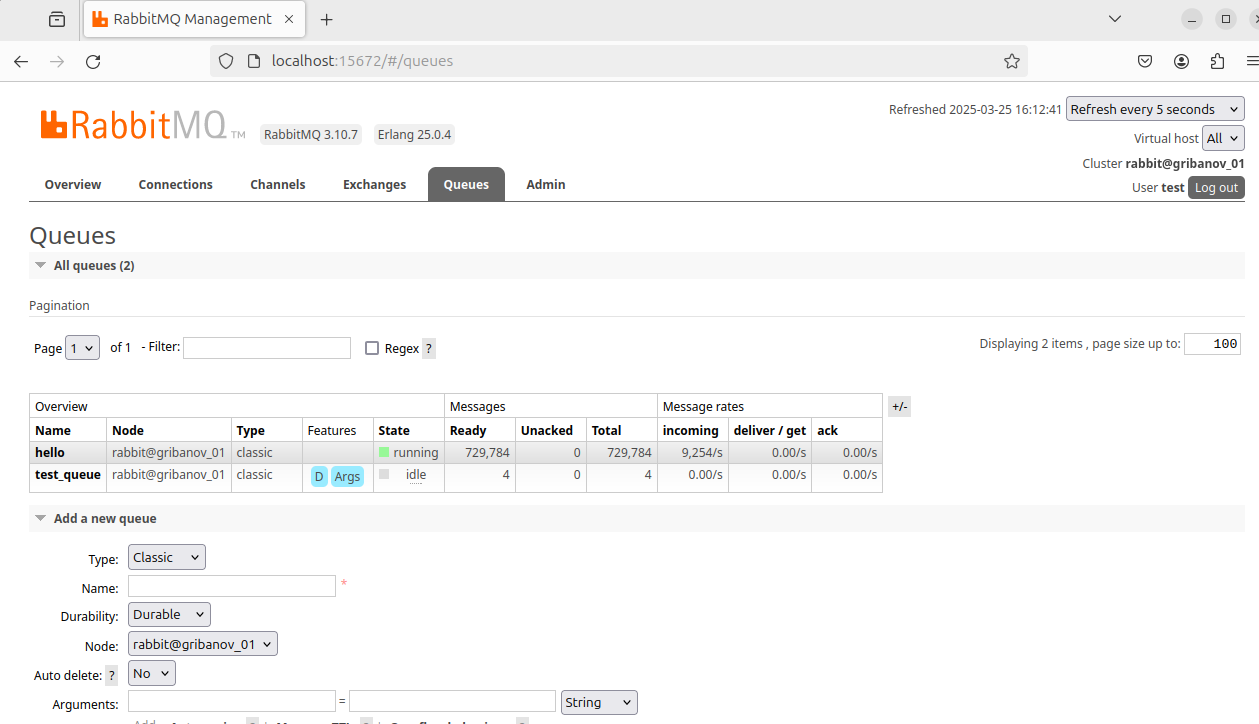 RabbitMQ Management
localhost:15672/#/queues
RabbitMQ TM RabbitMQ 3.10.7 Erlang 25.0.4
Refreshed 2025-03-25 16:12:41 Refresh every 5 seconds
Virtual host All
Cluster rabbit@gribanov_01
User test Log out
Overview Connections Channels Exchanges Queues Admin
Queues
All queues (2)
Pagination
Page 1 of 1 - Filter: Regex ? Displaying 2 items , page size up to: 100
Overview Messages Message rates +/-
Name Node Type Features State Ready Unacked Total incoming deliver / get ack
hello rabbit@gribanov_01 classic running 729,784 0 729,784 9,254/s 0.00/s 0.00/s
test_queue rabbit@gribanov_01 classic D Args idle 4 0 4 0.00/s 0.00/s 0.00/s
Add a new queue
Type: Classic
Name: *
Durability: Durable
Node: rabbit@gribanov_01
Auto delete: ? No
Arguments: = String
Add